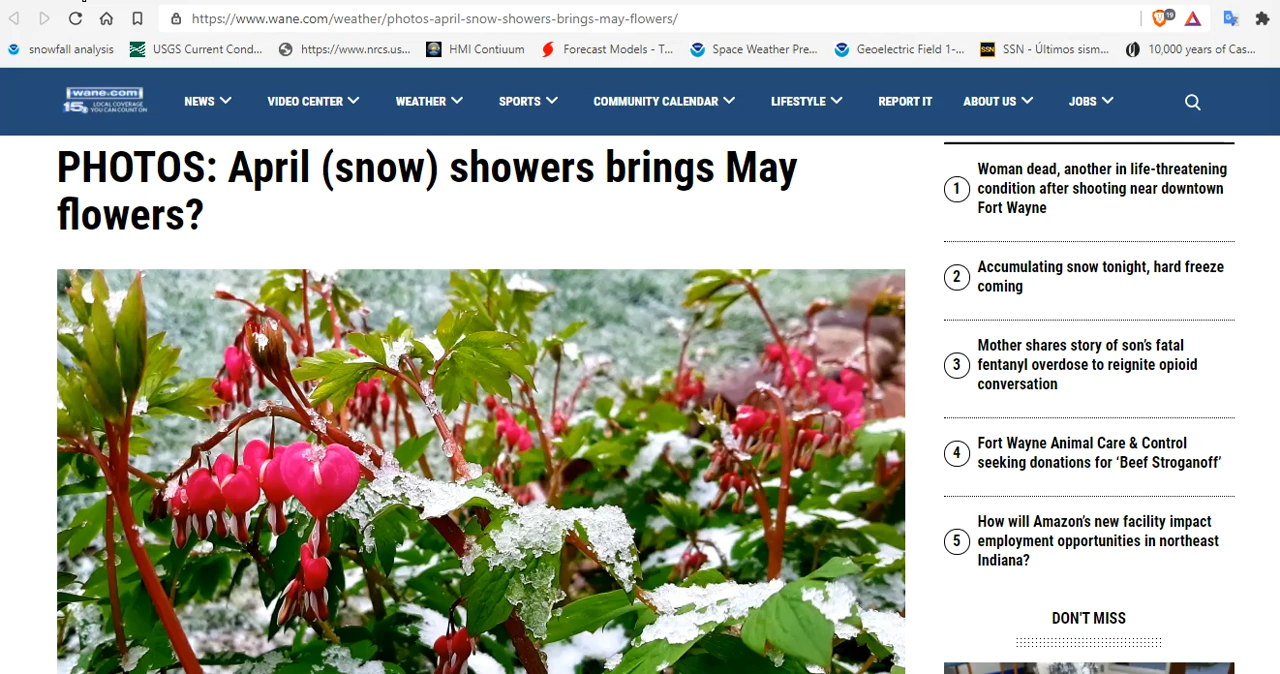 https://www.wane.com/weather/photos-april-snow-showers-brings-may-flowers/
19
snowfall analysis
USGS Current Cond...
https://www.nrcs.us...
HMI Contiuum
Forecast Models - T...
Space Weather Pre...
Geoelectric Field 1-...
SSN
SSN - Últimos sism...
10,000 years of Cas...
wane.com
15
LOCAL COVERAGE
YOU CAN COUNT ON
NEWS
VIDEO CENTER
WEATHER
SPORTS
COMMUNITY CALENDAR
LIFESTYLE
REPORT IT
ABOUT US
JOBS
PHOTOS: April (snow) showers brings May
flowers?
1
Woman dead, another in life-threatening
condition after shooting near downtown
Fort Wayne
2
Accumulating snow tonight, hard freeze
coming
3
Mother shares story of son's fatal
fentanyl overdose to reignite opioid
conversation
4
Fort Wayne Animal Care & Control
seeking donations for ‘Beef Stroganoff’
5
How will Amazon's new facility impact
employment opportunities in northeast
Indiana?
DON'T MISS